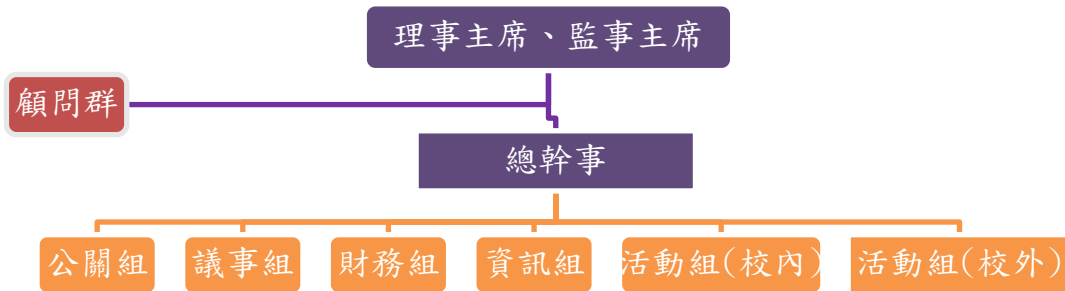 理事主席、監事主席
顧問群
總幹事
公關組
議事組
財務組
資訊組
活動組(校內)
活動組(校外)